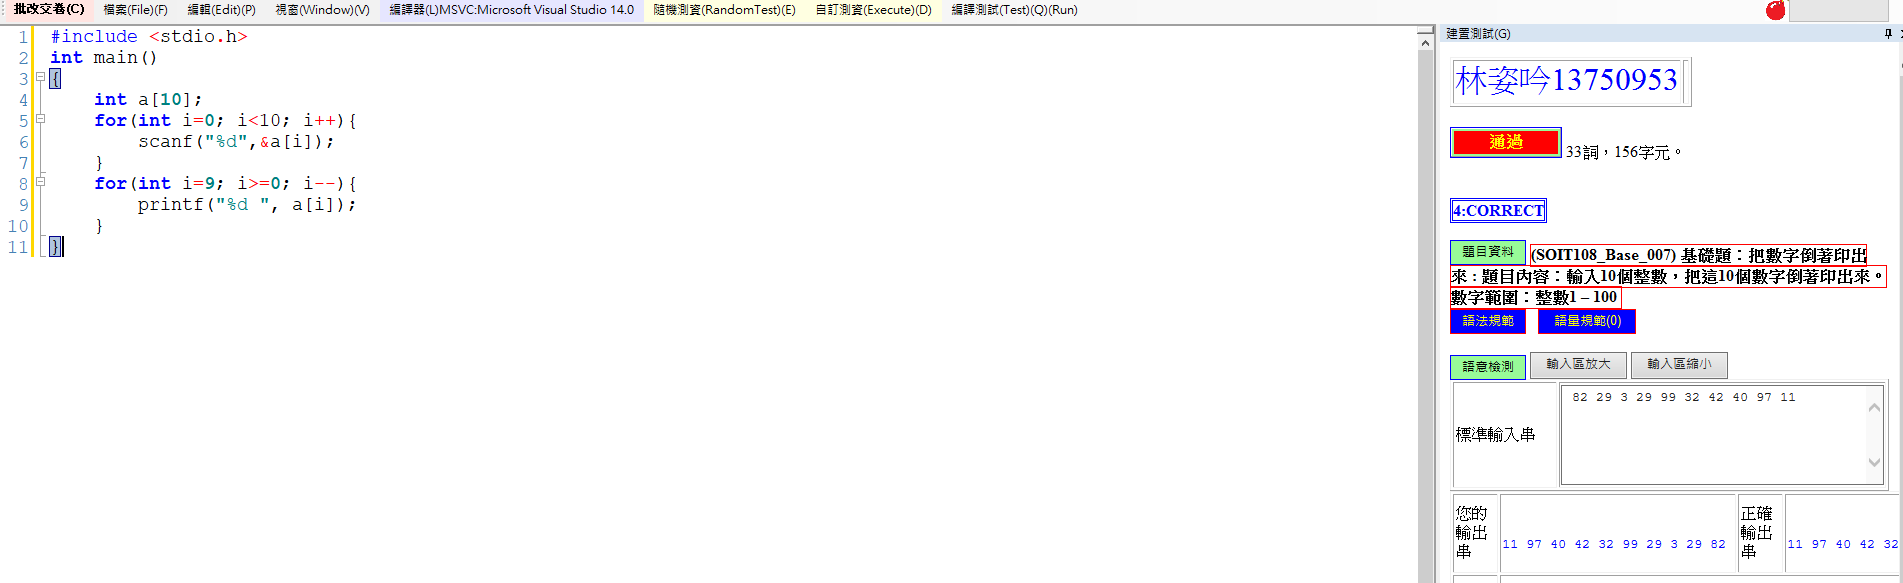 批改交卷(C) 檔案(File)(F) 編輯(Edit)(P) 視窗(Window)(V) 編譯器(L)MSVC:Microsoft Visual Studio 14.0 隨機測資(RandomTest)(E) 自訂測資(Execute)(D) 編譯測試(Test)(Q)(Run)
1 #include <stdio.h>
2 int main()
3 {
4 int a[10];
5 for(int i=0; i<10; i++){
6 scanf("%d",&a[i]);
7 }
8 for(int i=9; i>=0; i--){
9 printf("%d ", a[i]);
10 }
11 }
建置測試(G)
林姿吟13750953
通過 33詞，156字元。
4:CORRECT
題目資料 (SOIT108_Base_007) 基礎題：把數字倒著印出
來：題目內容：輸入10個整數，把這10個數字倒著印出來。
數字範圍：整數1 – 100
語法規範 語量規範(0)
語意檢測 輸入區放大 輸入區縮小
標準輸入串
82 29 3 29 99 32 42 40 97 11
您的
輸出
串
11 97 40 42 32 99 29 3 29 82
正確
輸出
串
11 97 40 42 32